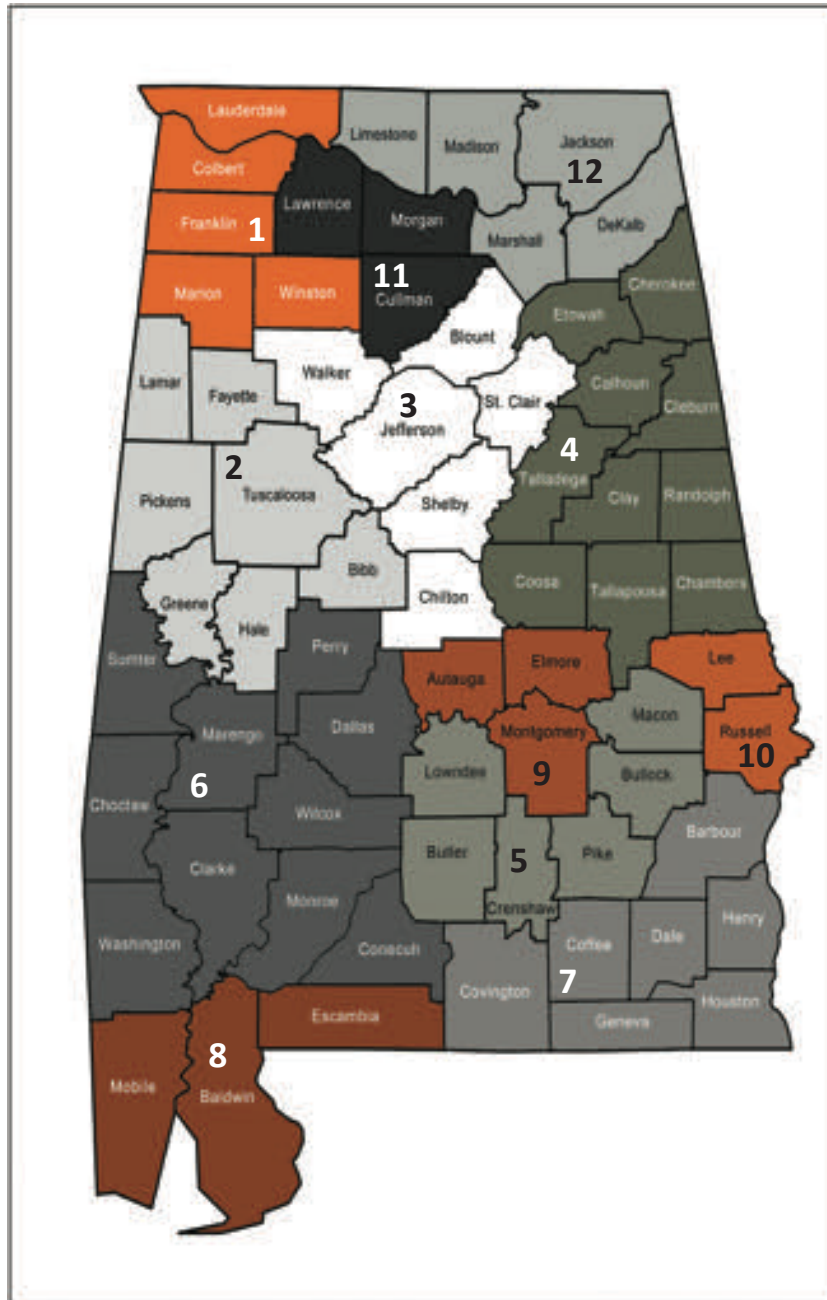 Lauderdale
Limestone
Madison
Jackson
12
Colbert
Lawrence
Morgan
Franklin
1
Marshall
DeKalb
11
Cullman
Marion
Winston
Cherokee
Etowah
Blount
Walker
Lamar
Fayette
St. Clair
Calhoun
Cleburn
3
Jefferson
4
Talladega
2
Tuscaloosa
Pickens
Shelby
Clay
Randolph
Bibb
Coosa
Tallapousa
Chambers
Greene
Hale
Chilton
Sumter
Perry
Autauga
Elmore
Lee
Marengo
Dallas
Montgomery
Macon
Russell
10
6
Choctaw
Lowndes
9
Bullock
Wilcox
Barbour
Clarke
Butler
5
Pike
Monroe
Crenshaw
Henry
Washington
Conecuh
Coffee
Dale
7
Covington
Houston
Geneva
Escambia
8
Mobile
Baldwin